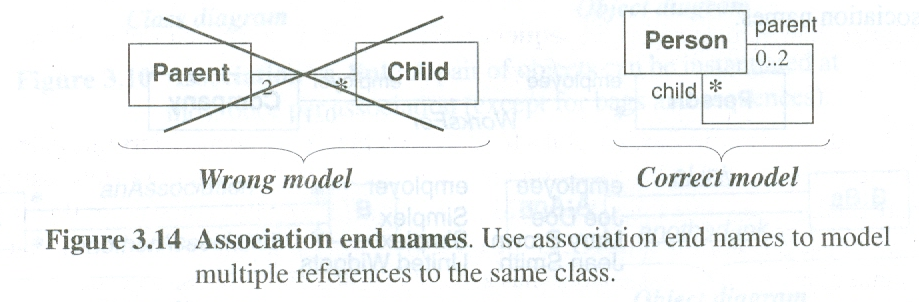 Parent
2
*
Child
Person
parent
0..2
child
*
Wrong model
Correct model
Figure 3.14 Association end names. Use association end names to model
multiple references to the same class.